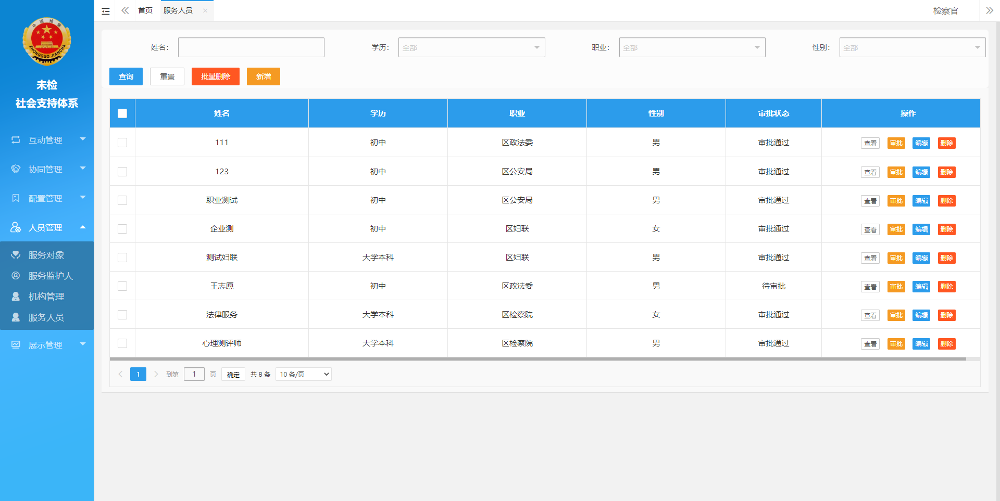 首页
服务人员
检察官
中国检察
ZHONGGUO JIANCHA
未检
社会支持体系
互动管理
协同管理
配置管理
人员管理
服务对象
服务监护人
机构管理
服务人员
展示管理
姓名：
学历： 全部
职业： 全部
性别： 全部
查询 重置 批量删除 新增
姓名 学历 职业 性别 审批状态 操作
111 初中 区政法委 男 审批通过 查看 审批 编辑 删除
123 初中 区公安局 男 审批通过 查看 审批 编辑 删除
职业测试 初中 区公安局 男 审批通过 查看 审批 编辑 删除
企业测 初中 区妇联 女 审批通过 查看 审批 编辑 删除
测试妇联 大学本科 区妇联 男 审批通过 查看 审批 编辑 删除
王志愿 初中 区政法委 男 待审批 查看 审批 编辑 删除
法律服务 大学本科 区检察院 女 审批通过 查看 审批 编辑 删除
心理测评师 大学本科 区检察院 男 审批通过 查看 审批 编辑 删除
1 到第 1 页 确定 共 8 条 10 条/页